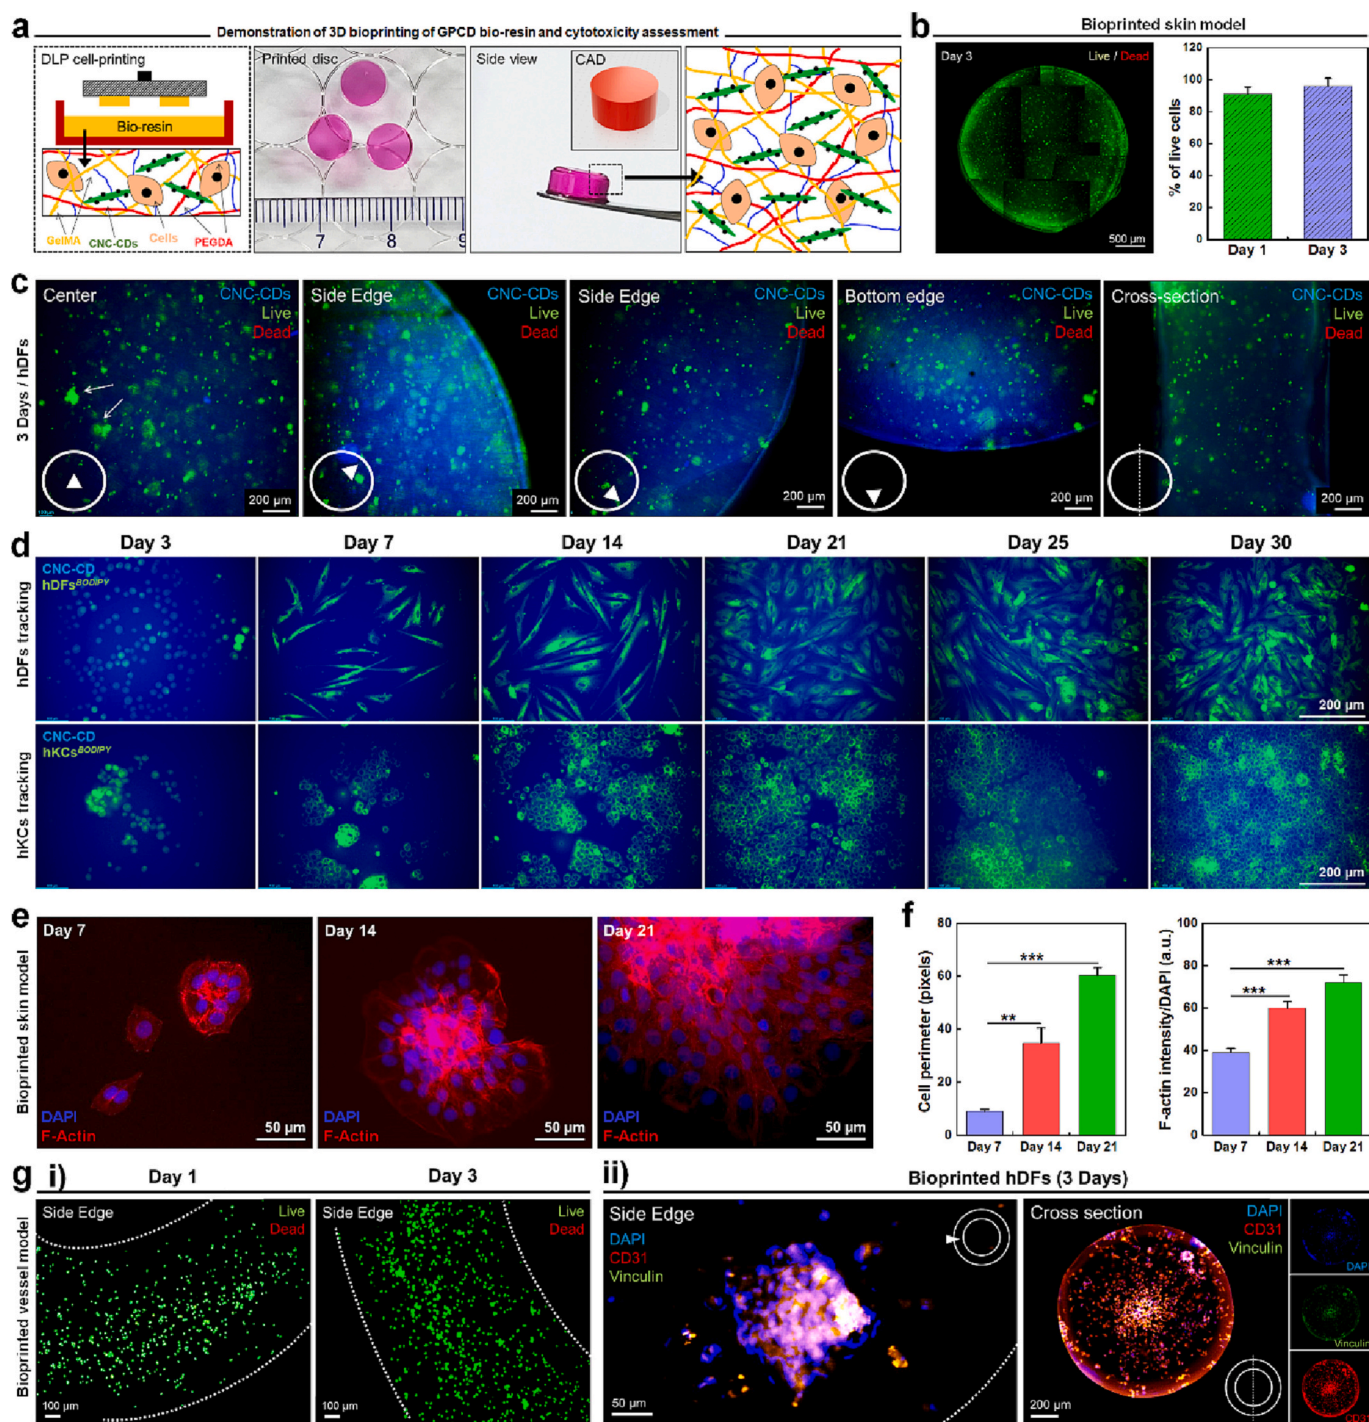 a
Demonstration of 3D bioprinting of GPCD bio-resin and cytotoxicity assessment
DLP cell-printing
Bio-resin
GelMA
CNC-CDs
Cells
PEGDA
Printed disc
7 8 9
Side view
CAD
b
Bioprinted skin model
Day 3
Live / Dead
500 µm
% of live cells
120
100
80
60
40
20
0
Day 1 Day 3
c
3 Days / hDFs
Center
CNC-CDs
Live
Dead
200 µm
Side Edge
CNC-CDs
Live
Dead
200 µm
Side Edge
CNC-CDs
Live
Dead
200 µm
Bottom edge
CNC-CDs
Live
Dead
200 µm
Cross-section
CNC-CDs
Live
Dead
200 µm
d
Day 3 Day 7 Day 14 Day 21 Day 25 Day 30
hDFs tracking
CNC-CD
hDFsBODIPY
200 µm
hKCs tracking
CNC-CD
hKCsBODIPY
200 µm
e
Bioprinted skin model
Day 7
DAPI
F-Actin
50 µm
Day 14
DAPI
F-Actin
50 µm
Day 21
DAPI
F-Actin
50 µm
f
Cell perimeter (pixels)
80
60
40
20
0
***
**
Day 7 Day 14 Day 21
F-actin intensity/DAPI (a.u.)
100
80
60
40
20
0
***
***
Day 7 Day 14 Day 21
g
i)
Day 1
Day 3
Bioprinted vessel model
Side Edge
Live
Dead
100 µm
Side Edge
Live
Dead
100 µm
ii)
Bioprinted hDFs (3 Days)
Side Edge
DAPI
CD31
Vinculin
50 µm
Cross section
DAPI
CD31
Vinculin
200 µm
DAPI
Vinculin